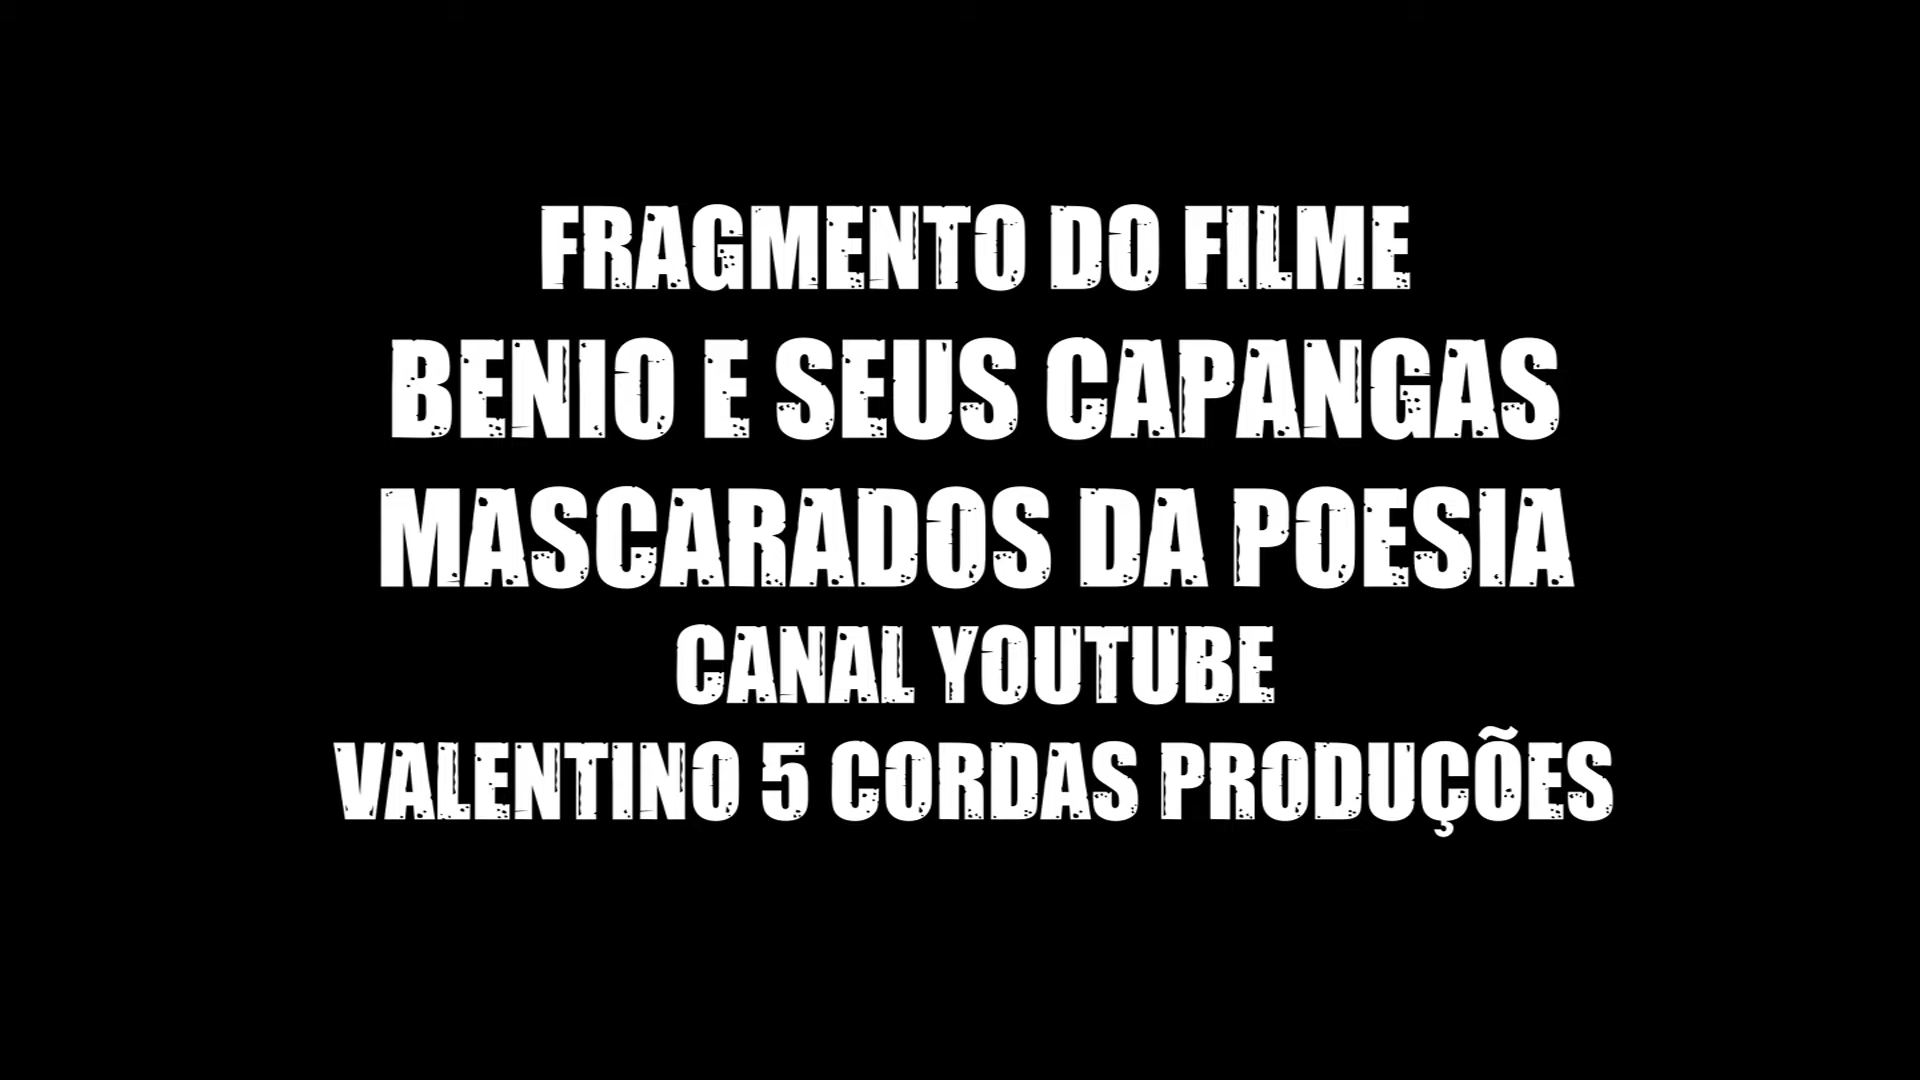 FRAGMENTO DO FILME
BENIO E SEUS CAPANGAS
MASCARADOS DA POESIA
CANAL YOUTUBE
VALENTINO 5 CORDAS PRODUÇÕES